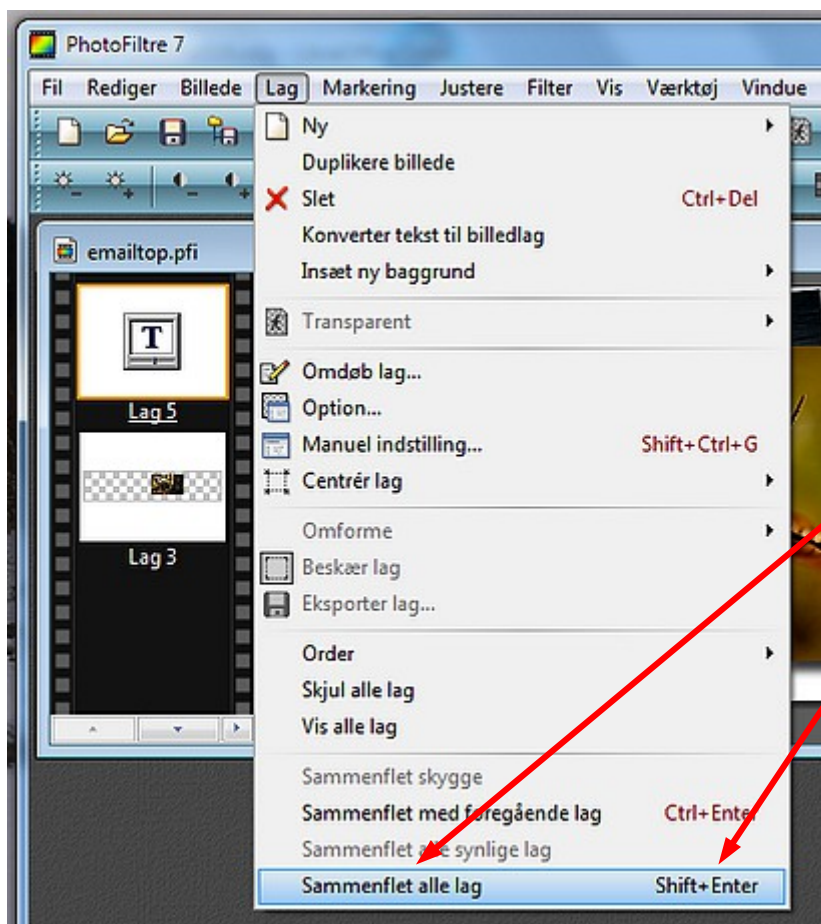 PhotoFiltre 7
Fil Rediger Billede Lag Markering Justere Filter Vis Værktøj Vindue
Ny
Duplikere billede
Slet Ctrl+Del
Konverter tekst til billedlag
Insæt ny baggrund
Transparent
Omdøb lag...
Option...
Manuel indstilling... Shift+Ctrl+G
Centrér lag
Omforme
Beskær lag
Eksporter lag...
Order
Skjul alle lag
Vis alle lag
Sammenflet skygge
Sammenflet med foregående lag Ctrl+Enter
Sammenflet alle synlige lag
Sammenflet alle lag Shift+Enter
emailtop.pfi
T
Lag 5
Lag 3